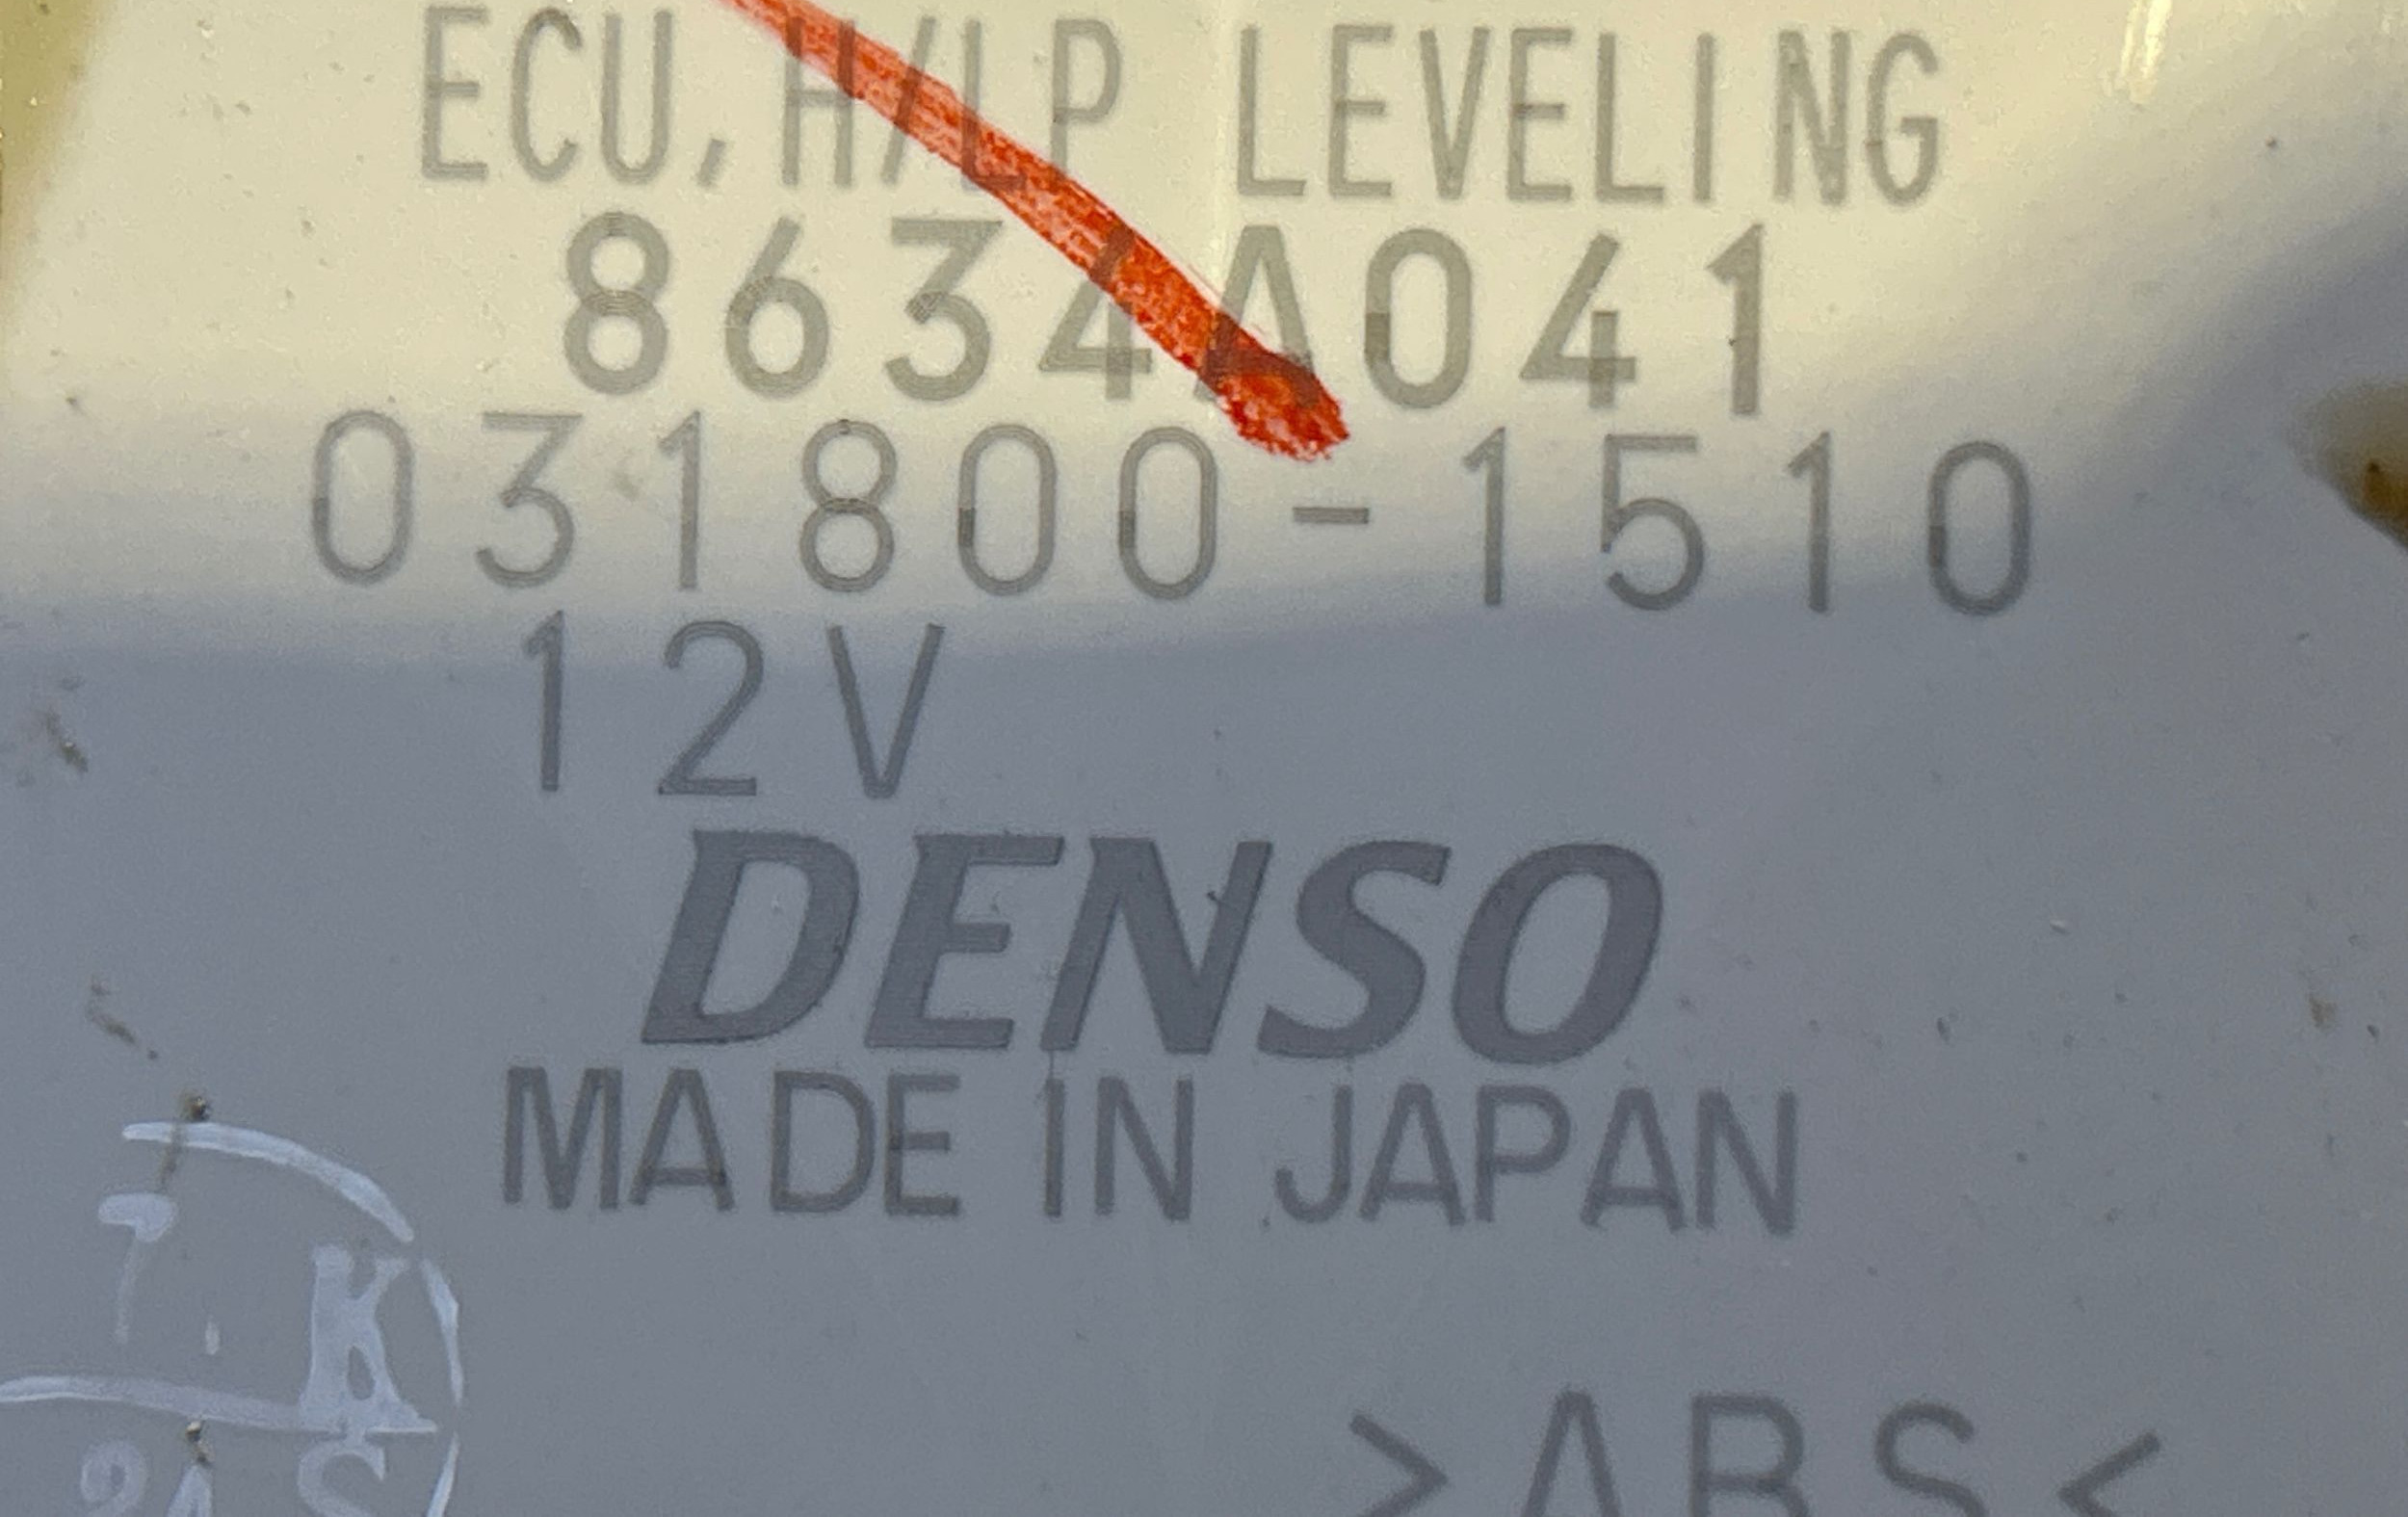 ECU, H/LP LEVELING
8634A041
031800-1510
12V
DENSO
MADE IN JAPAN
>ABS<
K